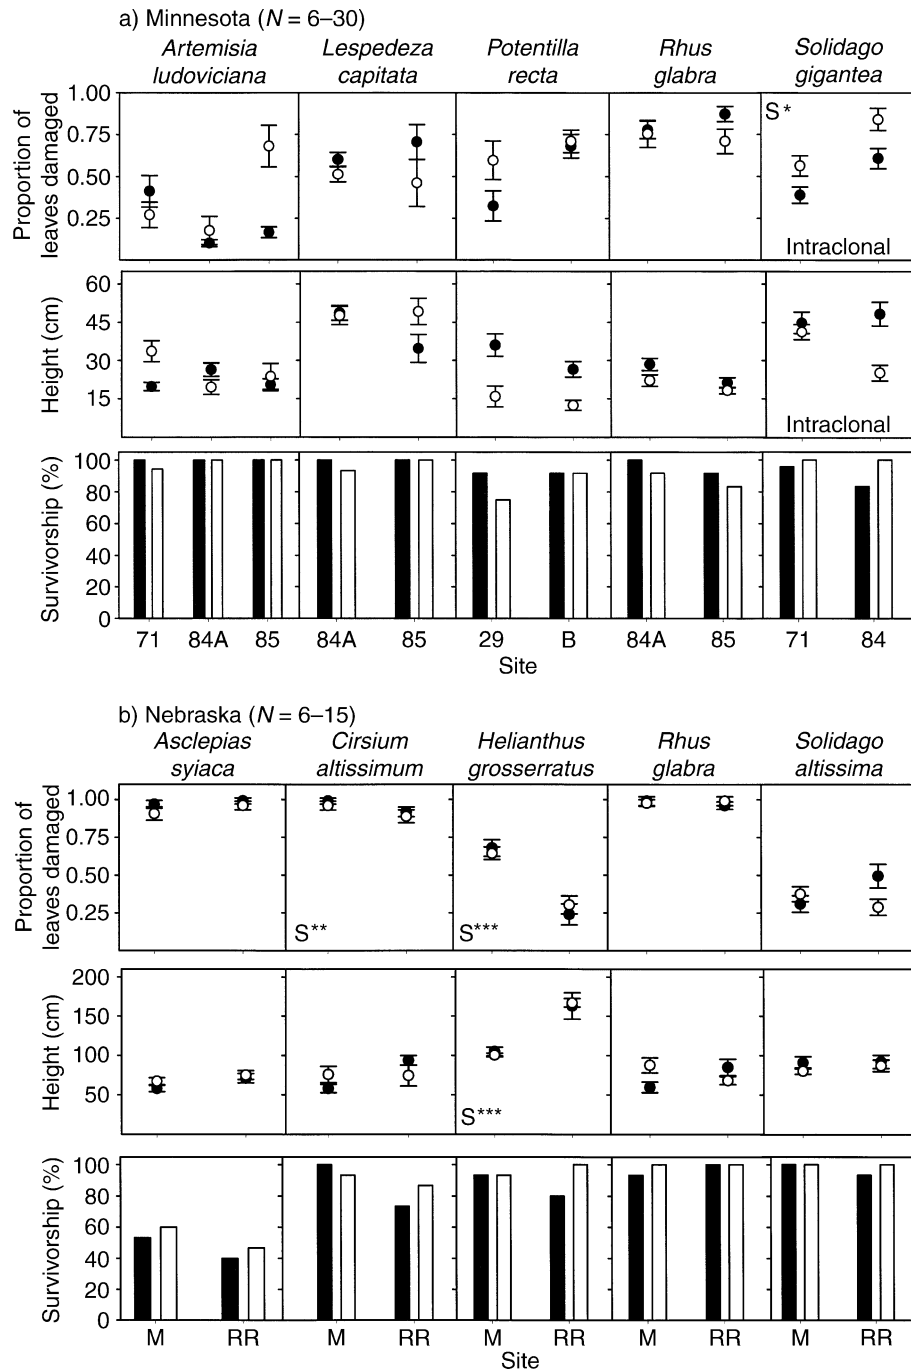 a) Minnesota (N = 6–30)
Artemisia ludoviciana
Lespedeza capitata
Potentilla recta
Rhus glabra
Solidago gigantea
Proportion of leaves damaged
1.00
0.75
0.50
0.25
S*
Intraclonal
Height (cm)
60
45
30
15
Intraclonal
Survivorship (%)
100
80
60
40
20
0
71 84A 85 84A 85 29 B 84A 85 71 84
Site
b) Nebraska (N = 6–15)
Asclepias syiaca
Cirsium altissimum
Helianthus grosserratus
Rhus glabra
Solidago altissima
Proportion of leaves damaged
1.00
0.75
0.50
0.25
S**
S***
Height (cm)
200
150
100
50
S***
Survivorship (%)
100
80
60
40
20
0
M RR M RR M RR M RR M RR
Site